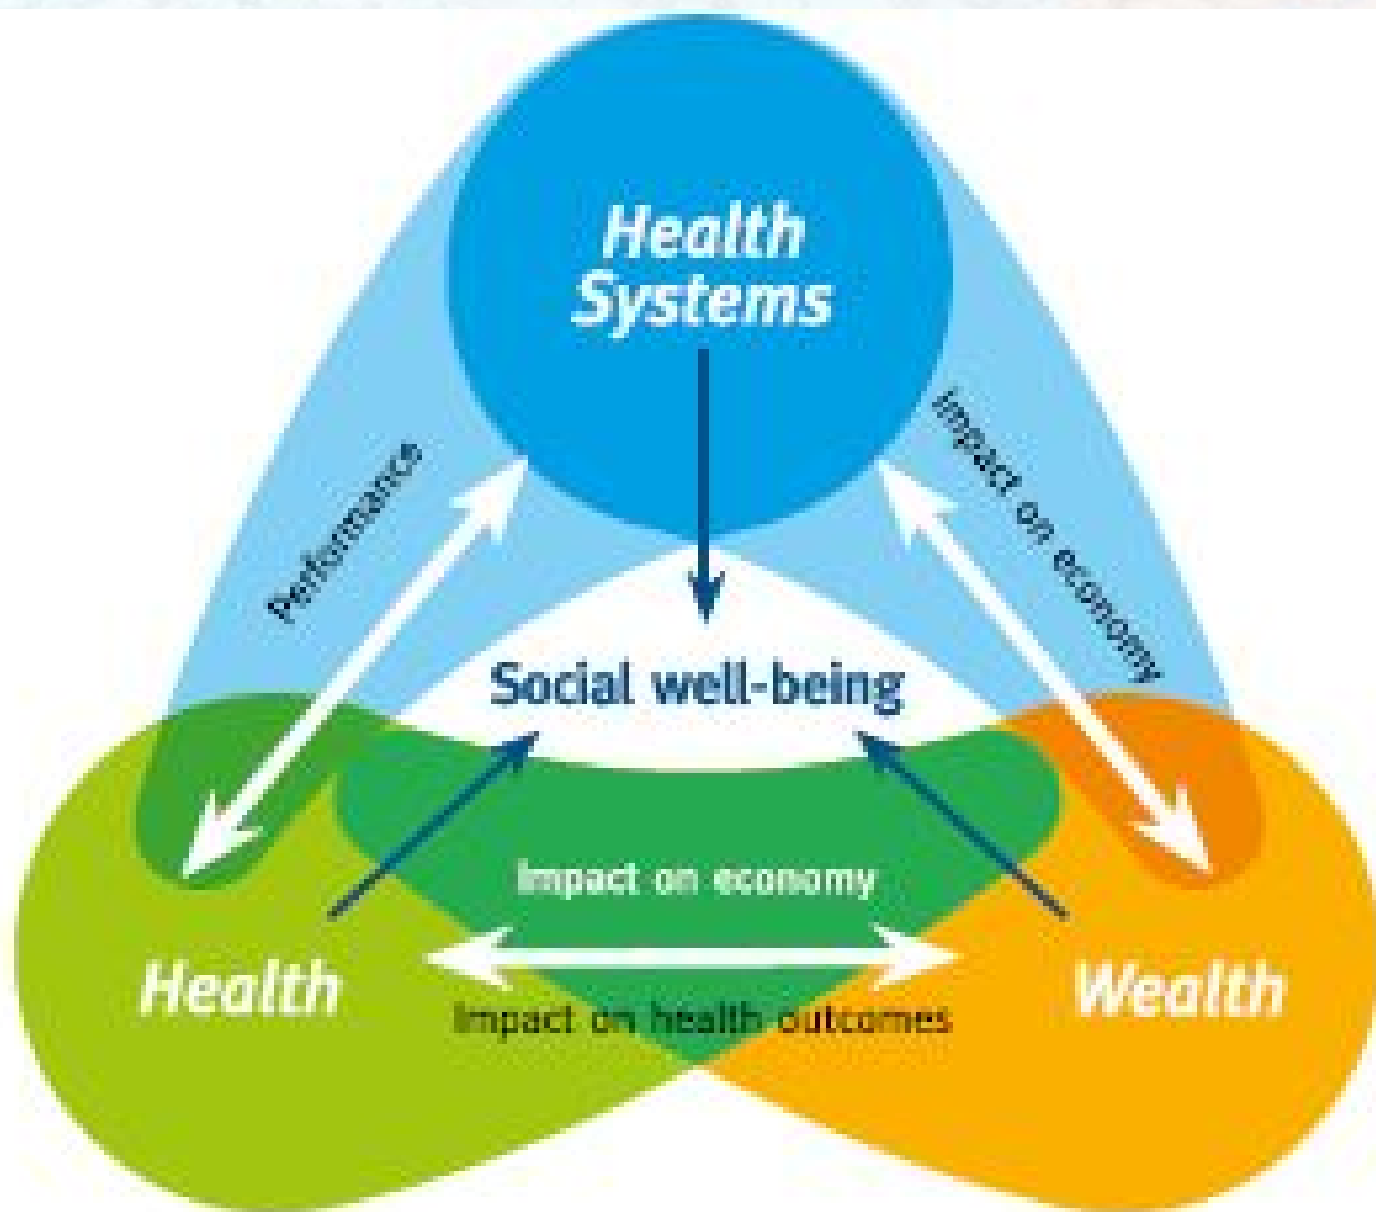 Health
Systems
Performance
Impact on economy
Social well-being
Impact on economy
Health
Wealth
Impact on health outcomes